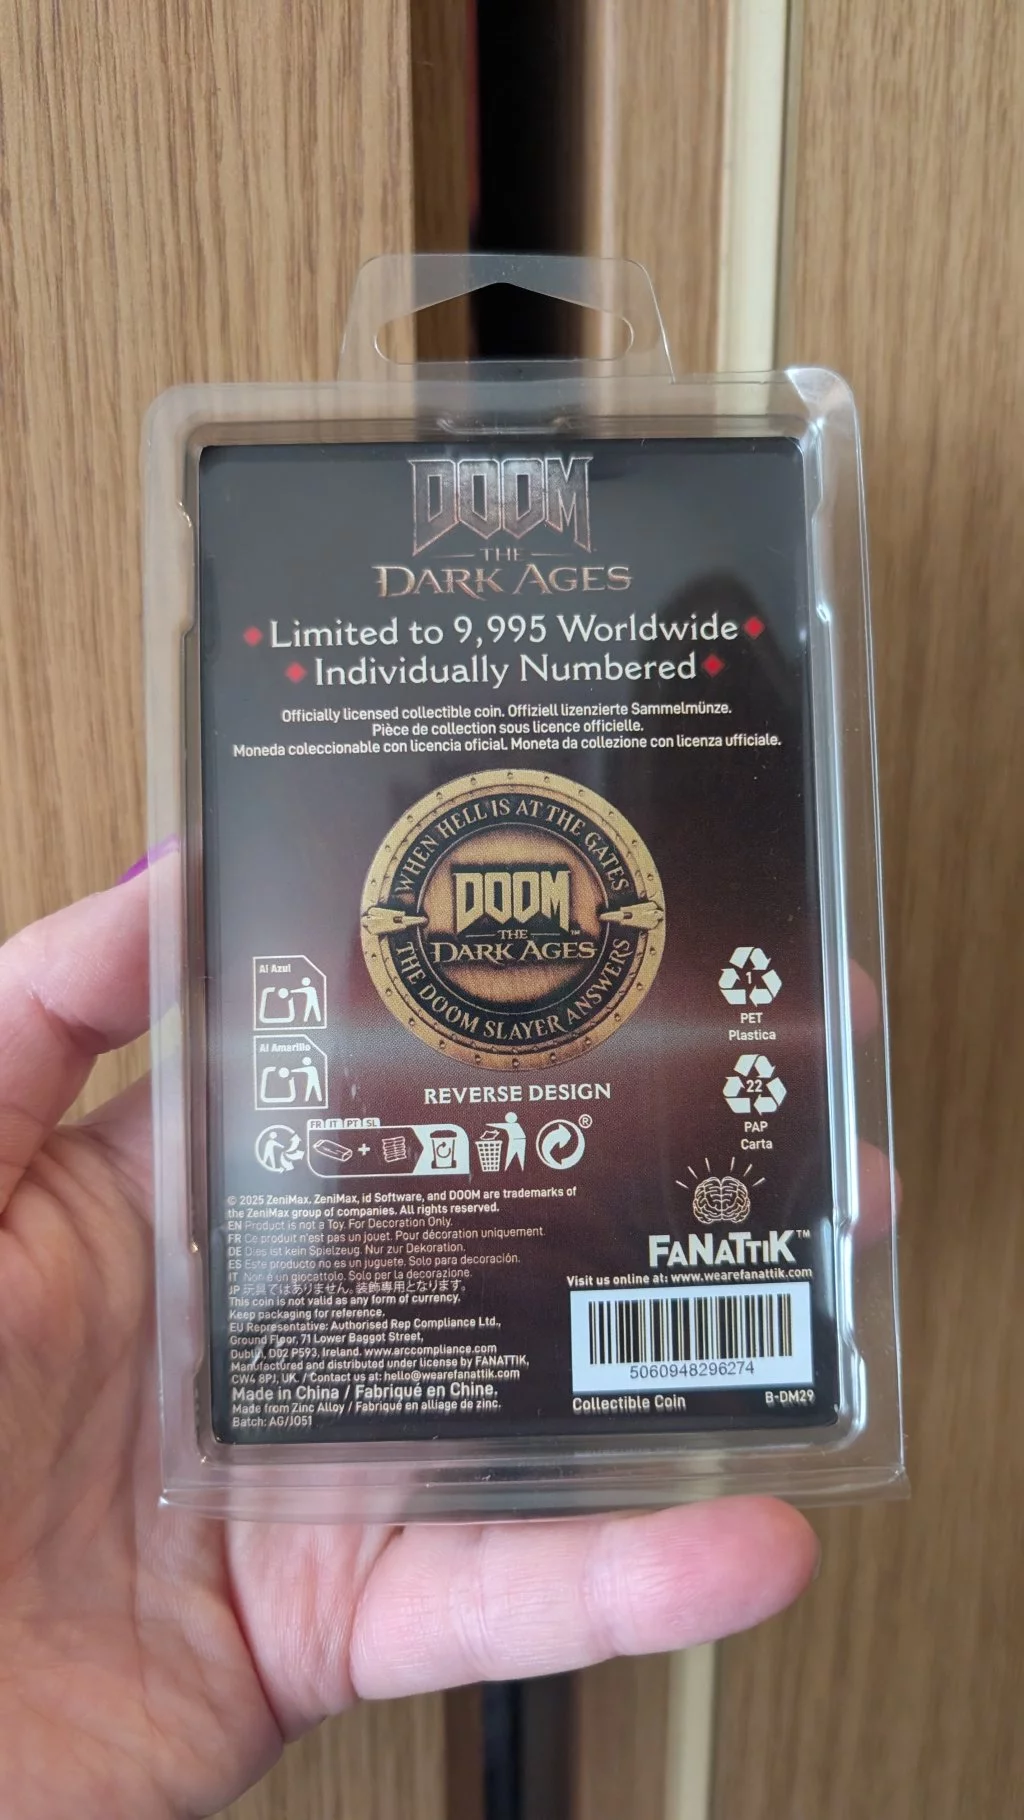 DOOM
THE
DARK AGES
Limited to 9,995 Worldwide
Individually Numbered
Officially licensed collectible coin. Offiziell lizenzierte Sammelmünze.
Pièce de collection sous licence officielle.
Moneda coleccionable con licencia oficial. Moneta da collezione con licenza ufficiale.
WHEN HELL IS AT THE GATES
DOOM
THE
DARK AGES™
THE DOOM SLAYER ANSWERS
REVERSE DESIGN
Al Azul
Al Amarillo
1
PET
Plastica
22
PAP
Carta
FR IT PT SL
+
®
© 2025 ZeniMax. ZeniMax, id Software, and DOOM are trademarks of
the ZeniMax group of companies. All rights reserved.
EN Product is not a Toy. For Decoration Only.
FR Ce produit n'est pas un jouet. Pour décoration uniquement.
DE Dies ist kein Spielzeug. Nur zur Dekoration.
ES Este producto no es un juguete. Solo para decoración.
IT Non è un giocattolo. Solo per la decorazione.
JP 玩具ではありません。装飾専用となります。
This coin is not valid as any form of currency.
Keep packaging for reference.
EU Representative: Authorised Rep Compliance Ltd.,
Ground Floor, 71 Lower Baggot Street,
Dublin, D02 P593, Ireland. www.arccompliance.com
Manufactured and distributed under license by FANATTIK,
CW4 8PJ, UK. / Contact us at: hello@wearefanattik.com
Made in China / Fabriqué en Chine.
Made from Zinc Alloy / Fabriqué en alliage de zinc.
Batch: AG/J051
FANATTIK™
Visit us online at: www.wearefanattik.com
5060948296274
Collectible Coin
B-DM29